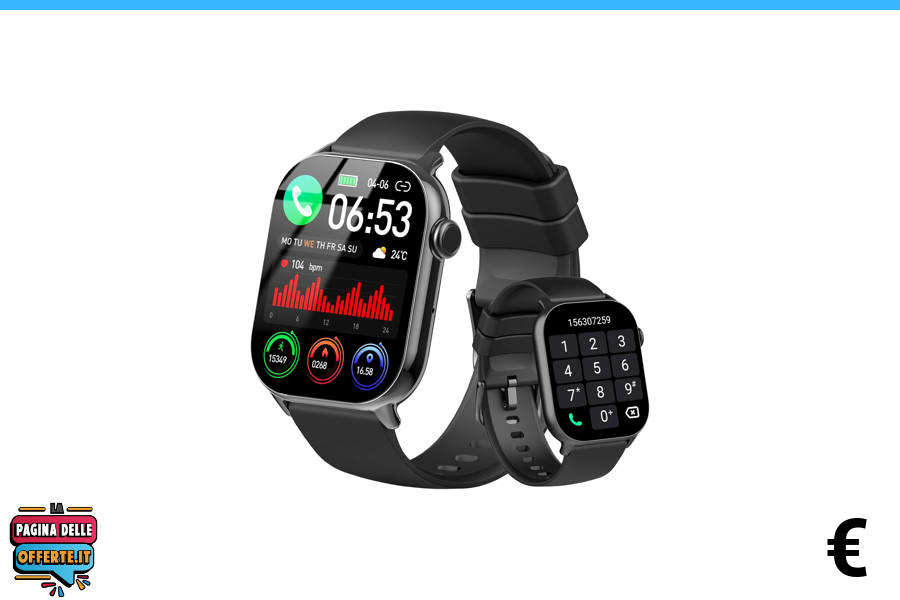 04-06
06:53
MO TU WE TH FR SA SU
24°C
104 bpm
0 6 12 18 24
15349
0268
16.58
156307259
1 2 3
4 5 6
7* 8 9#
0+
LA
PAGINA DELLE
OFFERTE.IT
€